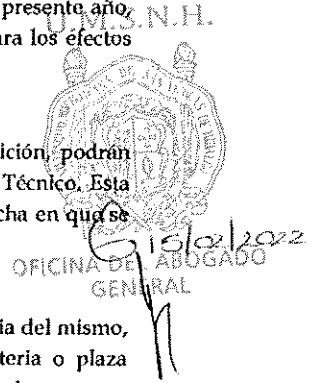 presente año,
U.M.S.N.H.
ra los efectos
ición, podrán
Técnico. Esta
cha en que se
15/02/2022
OFICINA DEL ABOGADO
GENERAL
ia del mismo,
teria o plaza